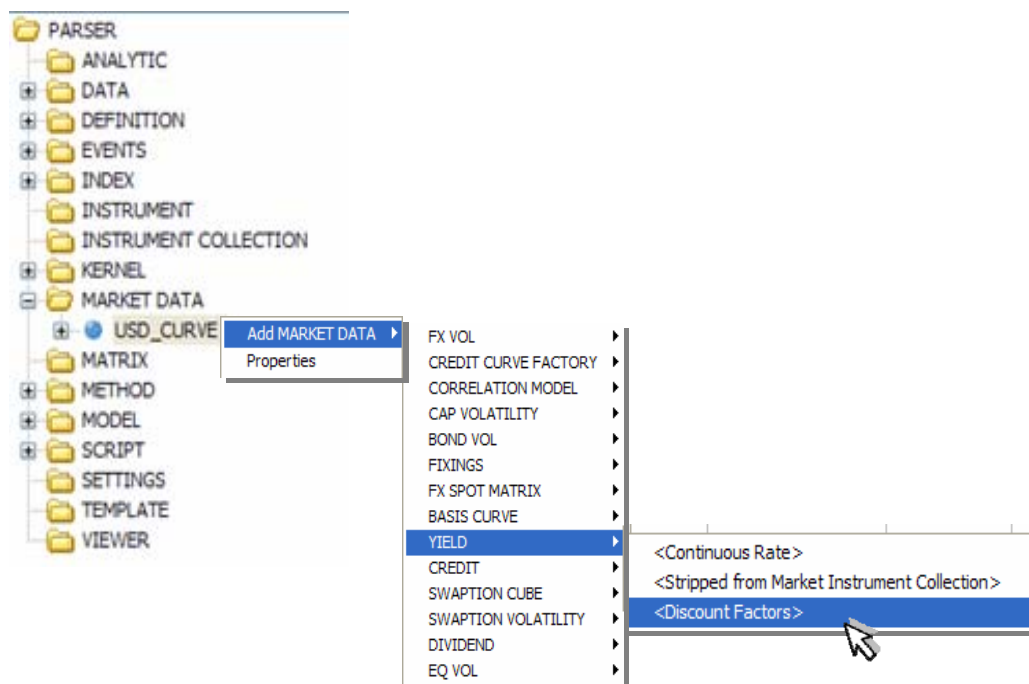 PARSER
ANALYTIC
DATA
DEFINITION
EVENTS
INDEX
INSTRUMENT
INSTRUMENT COLLECTION
KERNEL
MARKET DATA
USD_CURVE
MATRIX
METHOD
MODEL
SCRIPT
SETTINGS
TEMPLATE
VIEWER
Add MARKET DATA
Properties
FX VOL
CREDIT CURVE FACTORY
CORRELATION MODEL
CAP VOLATILITY
BOND VOL
FIXINGS
FX SPOT MATRIX
BASIS CURVE
YIELD
CREDIT
SWAPTION CUBE
SWAPTION VOLATILITY
DIVIDEND
EQ VOL
<Continuous Rate>
<Stripped from Market Instrument Collection>
<Discount Factors>